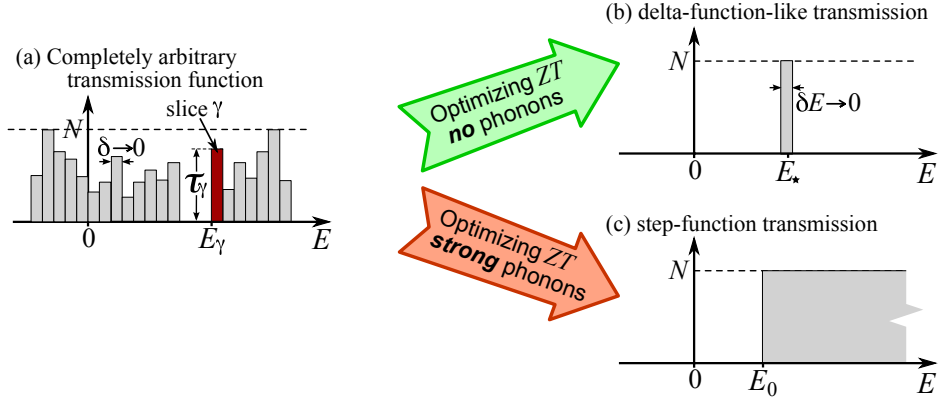 (a) Completely arbitrary
transmission function
slice γ
N
δ→0
τγ
0
Eγ
E
Optimizing ZT
no phonons
Optimizing ZT
strong phonons
(b) delta-function-like transmission
N
δE→0
0
E⋆
E
(c) step-function transmission
N
0
E₀
E